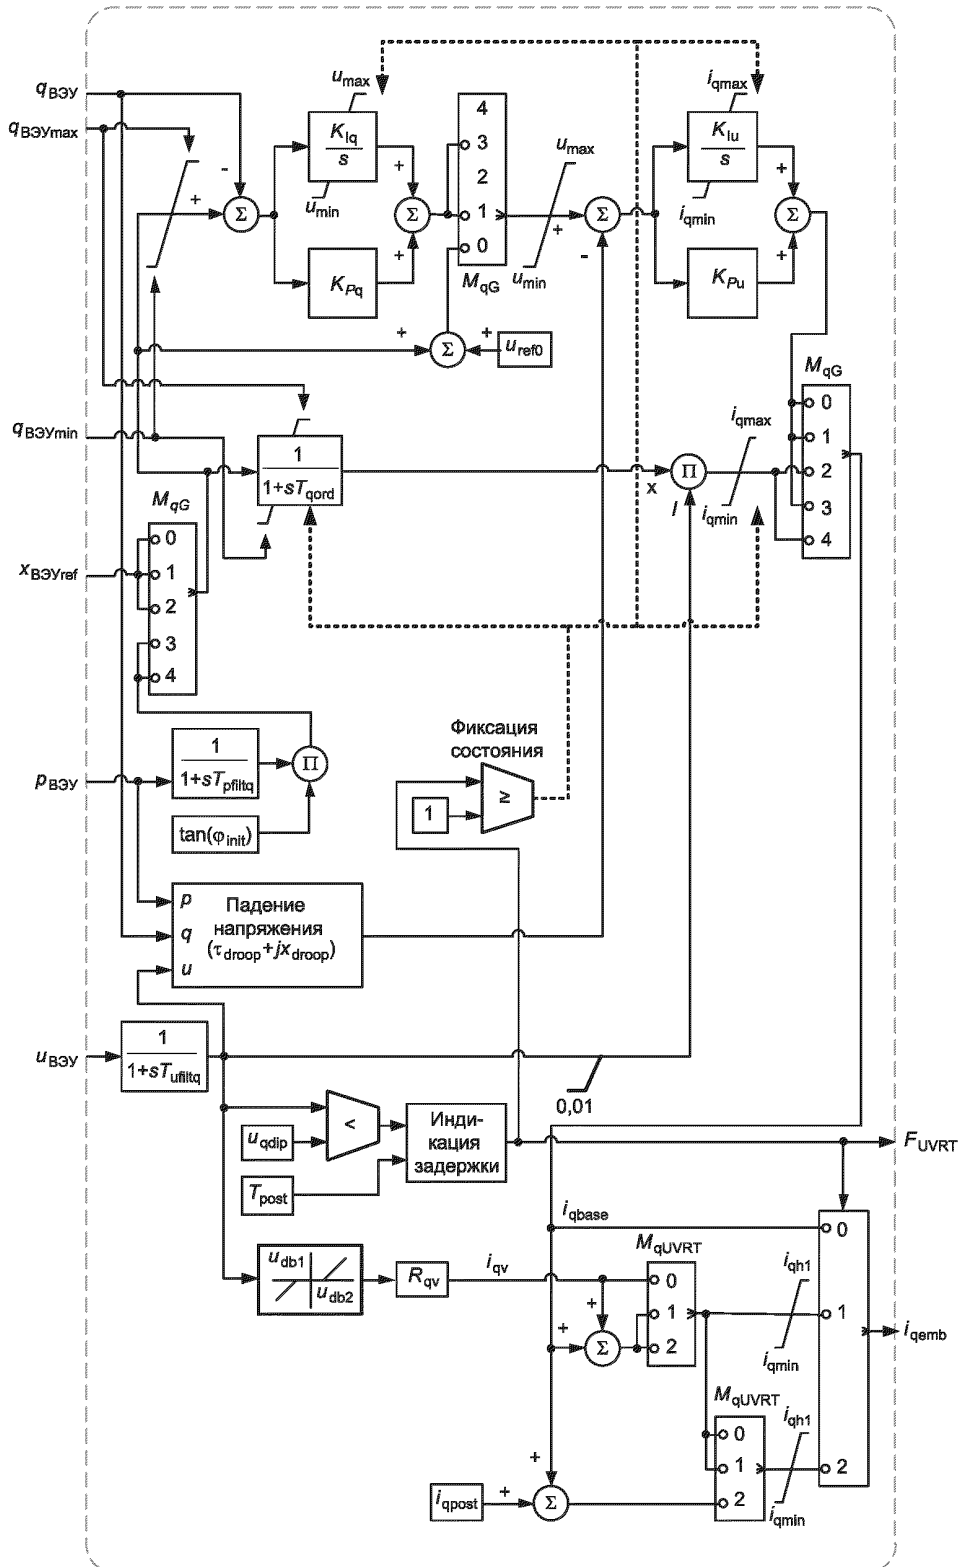 q ВЭУ
q ВЭУmax
u max
K Iq
s
u min
K Pq
4
3
2
1
0
M qG
u max
u min
i qmax
K Iu
s
i qmin
K Pu
- + Σ
+ + Σ
+ - Σ
+ + Σ
+ + Σ
u ref0
q ВЭУmin
1
1+sT qord
x
I
П
i qmax
i qmin
M qG
0
1
2
3
4
M qG
0
1
2
3
4
x ВЭУref
p ВЭУ
1
1+sT pfiltq
П
tan(φ init)
Фиксация
состояния
1
≥
p
q
u
Падение
напряжения
(τ droop+jx droop)
u ВЭУ
1
1+sT ufiltq
0,01
u qdip
<
T post
Инди-
кация
задержки
F UVRT
i qbase
u db1
u db2
R qv
i qv
+ + Σ
M qUVRT
0
1
2
i qh1
i qmin
0
1
2
i qemb
M qUVRT
0
1
2
i qh1
i qmin
i qpost
+ + Σ